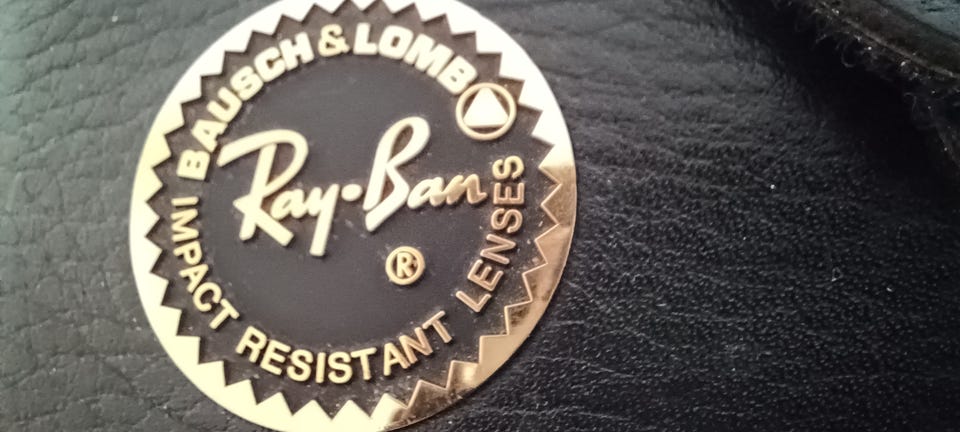 BAUSCH & LOMB
Ray-Ban
®
IMPACT RESISTANT LENSES